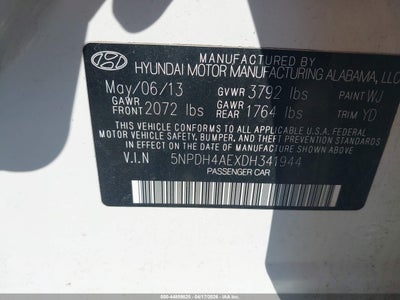 MANUFACTURED BY
HYUNDAI MOTOR MANUFACTURING ALABAMA, LLC
May/06/13 GVWR 3792 lbs PAINT WJ
GAWR FRONT 2072 lbs GAWR REAR 1764 lbs TRIM YD
THIS VEHICLE CONFORMS TO ALL APPLICABLE U.S.A. FEDERAL
MOTOR VEHICLE SAFETY, BUMPER, AND THEFT PREVENTION
STANDARDS IN EFFECT ON THE DATE OF MANUFACTURE SHOWN ABOVE.
V.I.N 5NPDH4AEXDH341944
PASSENGER CAR